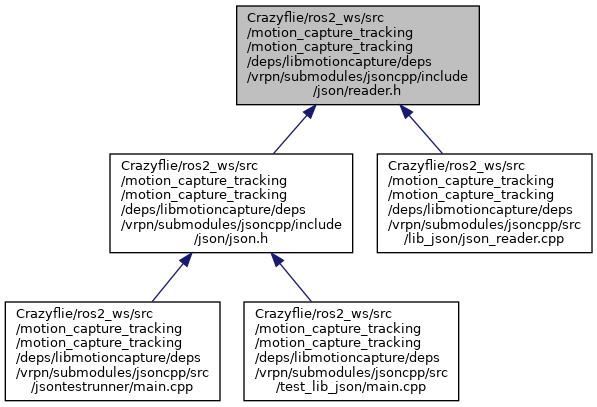 Crazyflie/ros2_ws/src
/motion_capture_tracking
/motion_capture_tracking
/deps/libmotioncapture/deps
/vrpn/submodules/jsoncpp/include
/json/reader.h
Crazyflie/ros2_ws/src
/motion_capture_tracking
/motion_capture_tracking
/deps/libmotioncapture/deps
/vrpn/submodules/jsoncpp/include
/json/json.h
Crazyflie/ros2_ws/src
/motion_capture_tracking
/motion_capture_tracking
/deps/libmotioncapture/deps
/vrpn/submodules/jsoncpp/src
/lib_json/json_reader.cpp
Crazyflie/ros2_ws/src
/motion_capture_tracking
/motion_capture_tracking
/deps/libmotioncapture/deps
/vrpn/submodules/jsoncpp/src
/jsontestrunner/main.cpp
Crazyflie/ros2_ws/src
/motion_capture_tracking
/motion_capture_tracking
/deps/libmotioncapture/deps
/vrpn/submodules/jsoncpp/src
/test_lib_json/main.cpp